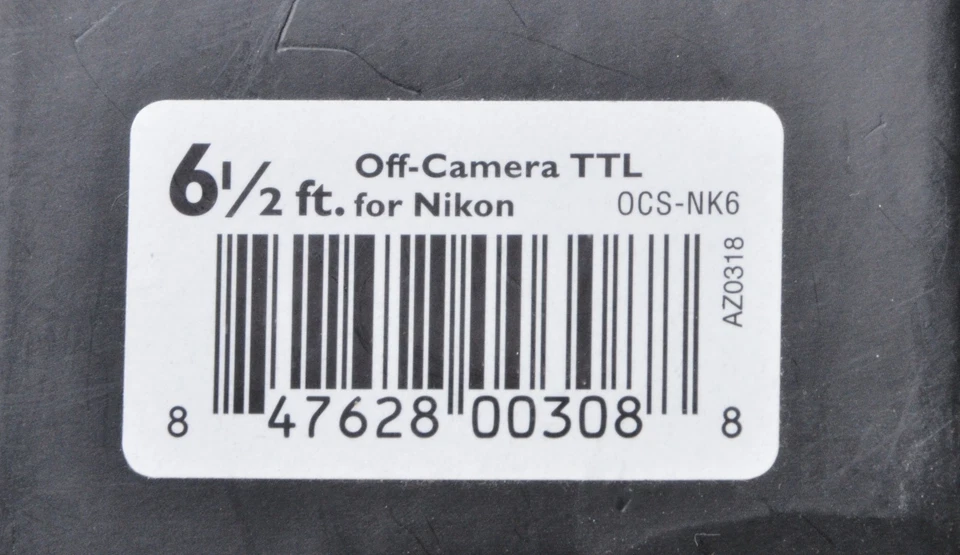 6½ ft. Off-Camera TTL
for Nikon OCS-NK6
AZ0318
8 47628 00308 8